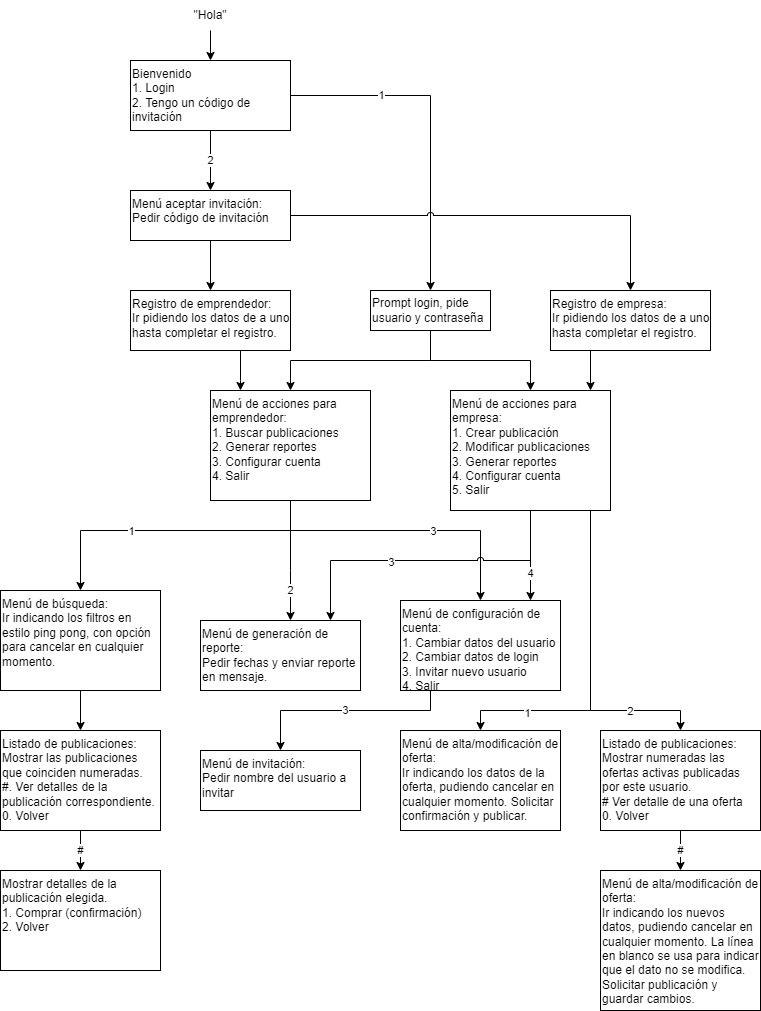 "Hola"
Bienvenido
1. Login
2. Tengo un código de
invitación
1
2
Menú aceptar invitación:
Pedir código de invitación
Registro de emprendedor:
Ir pidiendo los datos de a uno
hasta completar el registro.
Prompt login, pide
usuario y contraseña
Registro de empresa:
Ir pidiendo los datos de a uno
hasta completar el registro.
Menú de acciones para
emprendedor:
1. Buscar publicaciones
2. Generar reportes
3. Configurar cuenta
4. Salir
Menú de acciones para
empresa:
1. Crear publicación
2. Modificar publicaciones
3. Generar reportes
4. Configurar cuenta
5. Salir
1
3
3
4
2
Menú de búsqueda:
Ir indicando los filtros en
estilo ping pong, con opción
para cancelar en cualquier
momento.
Menú de generación de
reporte:
Pedir fechas y enviar reporte
en mensaje.
Menú de configuración de
cuenta:
1. Cambiar datos del usuario
2. Cambiar datos de login
3. Invitar nuevo usuario
4. Salir
3
1
2
Listado de publicaciones:
Mostrar las publicaciones
que coinciden numeradas.
#. Ver detalles de la
publicación correspondiente.
0. Volver
Menú de invitación:
Pedir nombre del usuario a
invitar
Menú de alta/modificación de
oferta:
Ir indicando los datos de la
oferta, pudiendo cancelar en
cualquier momento. Solicitar
confirmación y publicar.
Listado de publicaciones:
Mostrar numeradas las
ofertas activas publicadas
por este usuario.
# Ver detalle de una oferta
0. Volver
#
#
Mostrar detalles de la
publicación elegida.
1. Comprar (confirmación)
2. Volver
Menú de alta/modificación de
oferta:
Ir indicando los nuevos
datos, pudiendo cancelar en
cualquier momento. La línea
en blanco se usa para indicar
que el dato no se modifica.
Solicitar publicación y
guardar cambios.